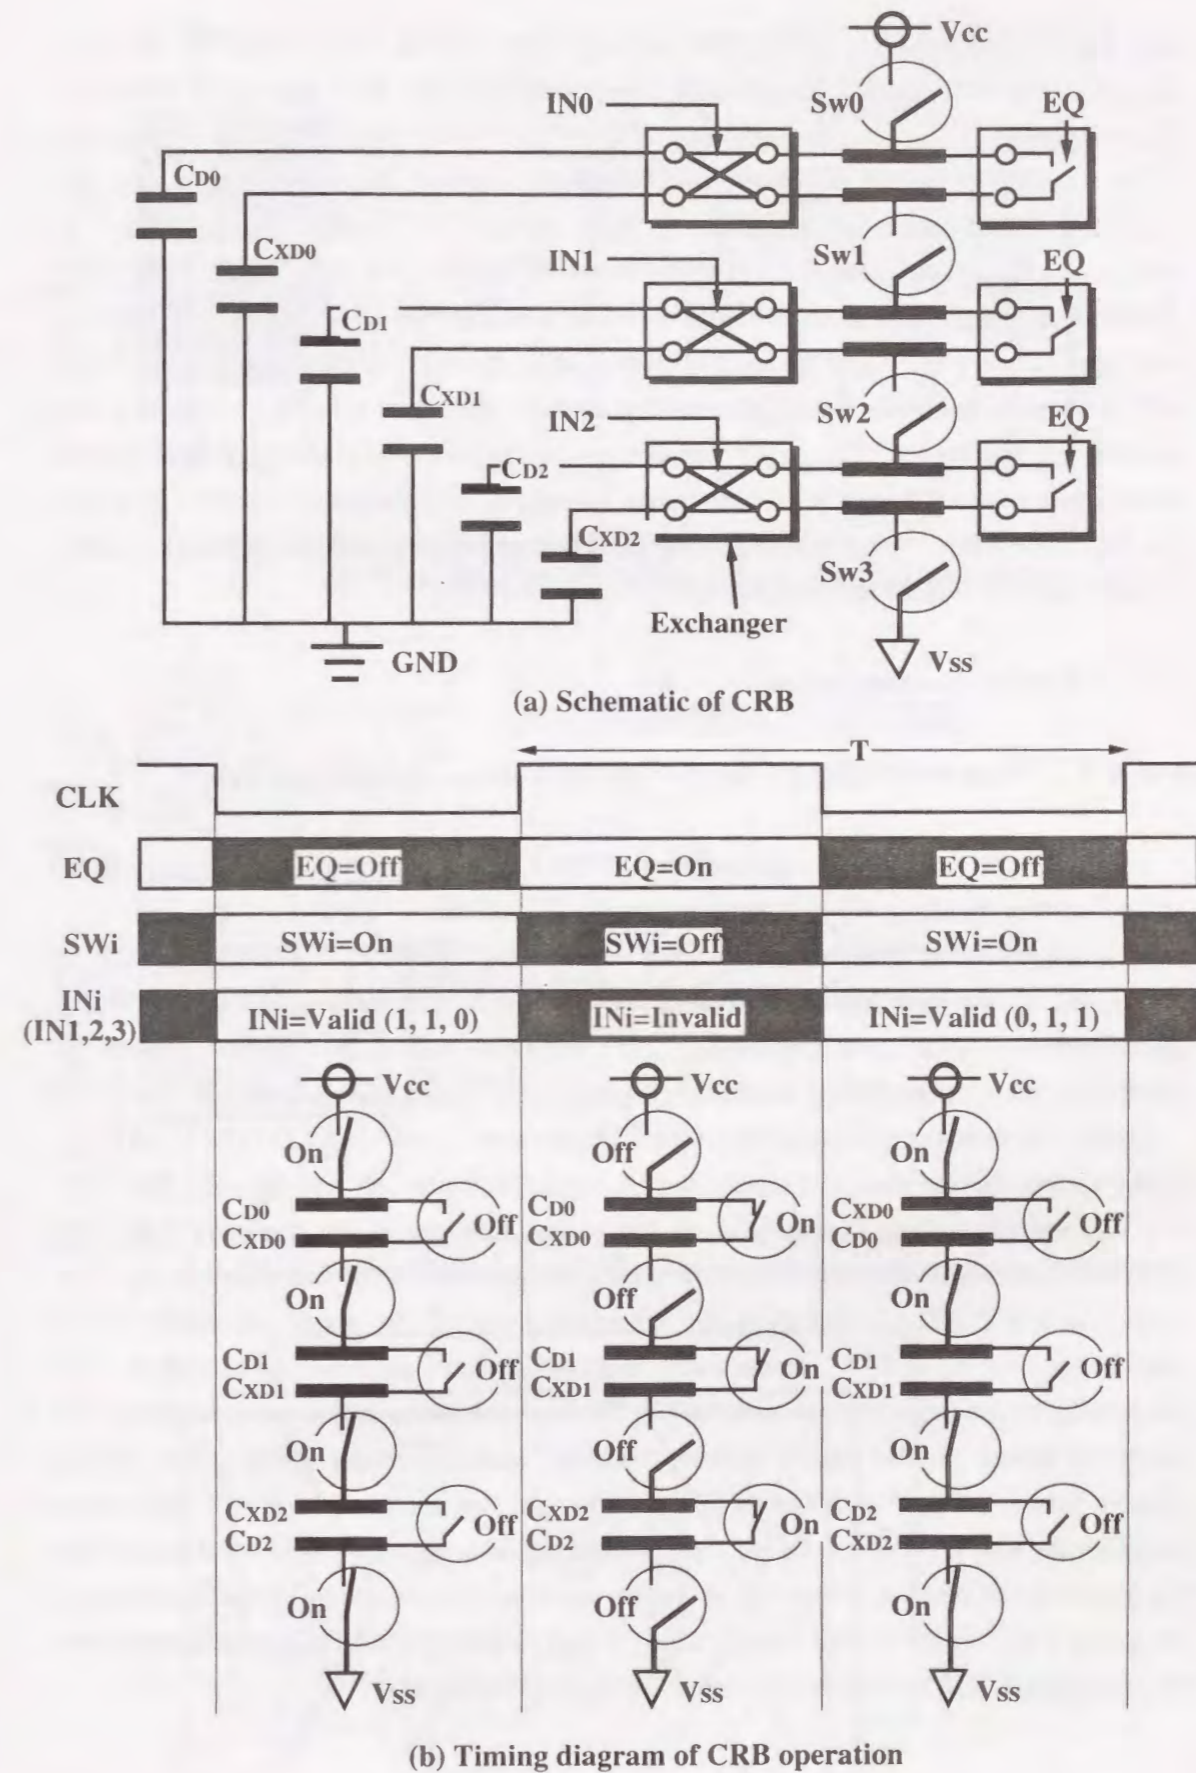 Vcc
IN0
Sw0
EQ
CD0
CXD0
IN1
Sw1
EQ
CD1
CXD1
IN2
Sw2
EQ
CD2
CXD2
Sw3
Exchanger
GND
Vss
(a) Schematic of CRB
T
CLK
EQ
EQ=Off
EQ=On
EQ=Off
SWi
SWi=On
SWi=Off
SWi=On
INi
(IN1,2,3)
INi=Valid (1, 1, 0)
INi=Invalid
INi=Valid (0, 1, 1)
Vcc
Vcc
Vcc
On
Off
On
CD0
CXD0
Off
CD0
CXD0
On
CXD0
CD0
Off
On
Off
On
CD1
CXD1
Off
CD1
CXD1
On
CD1
CXD1
Off
On
Off
On
CXD2
CD2
Off
CXD2
CD2
On
CD2
CXD2
Off
On
Off
On
Vss
Vss
Vss
(b) Timing diagram of CRB operation